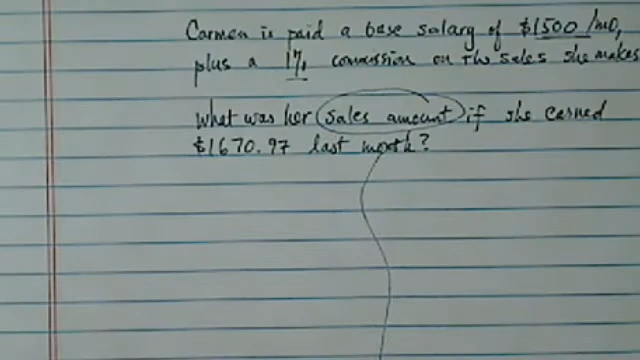 Carmen is paid a base salary of $1500/mo,
plus a 1% commission on the sales she makes
What was her sales amount if she earned
$1670.97 last month?